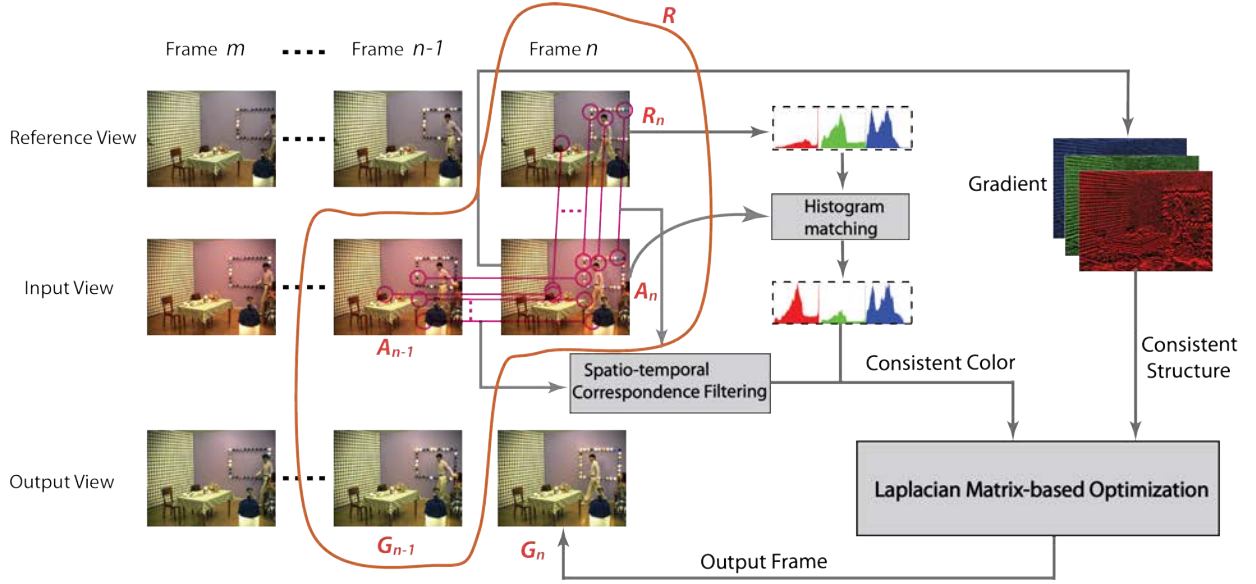 Frame m
Frame n-1
Frame n
R
Reference View
Rn
Gradient
Histogram
matching
Input View
An
An-1
Spatio-temporal
Correspondence Filtering
Consistent Color
Consistent
Structure
Output View
Laplacian Matrix-based Optimization
Gn-1
Gn
Output Frame